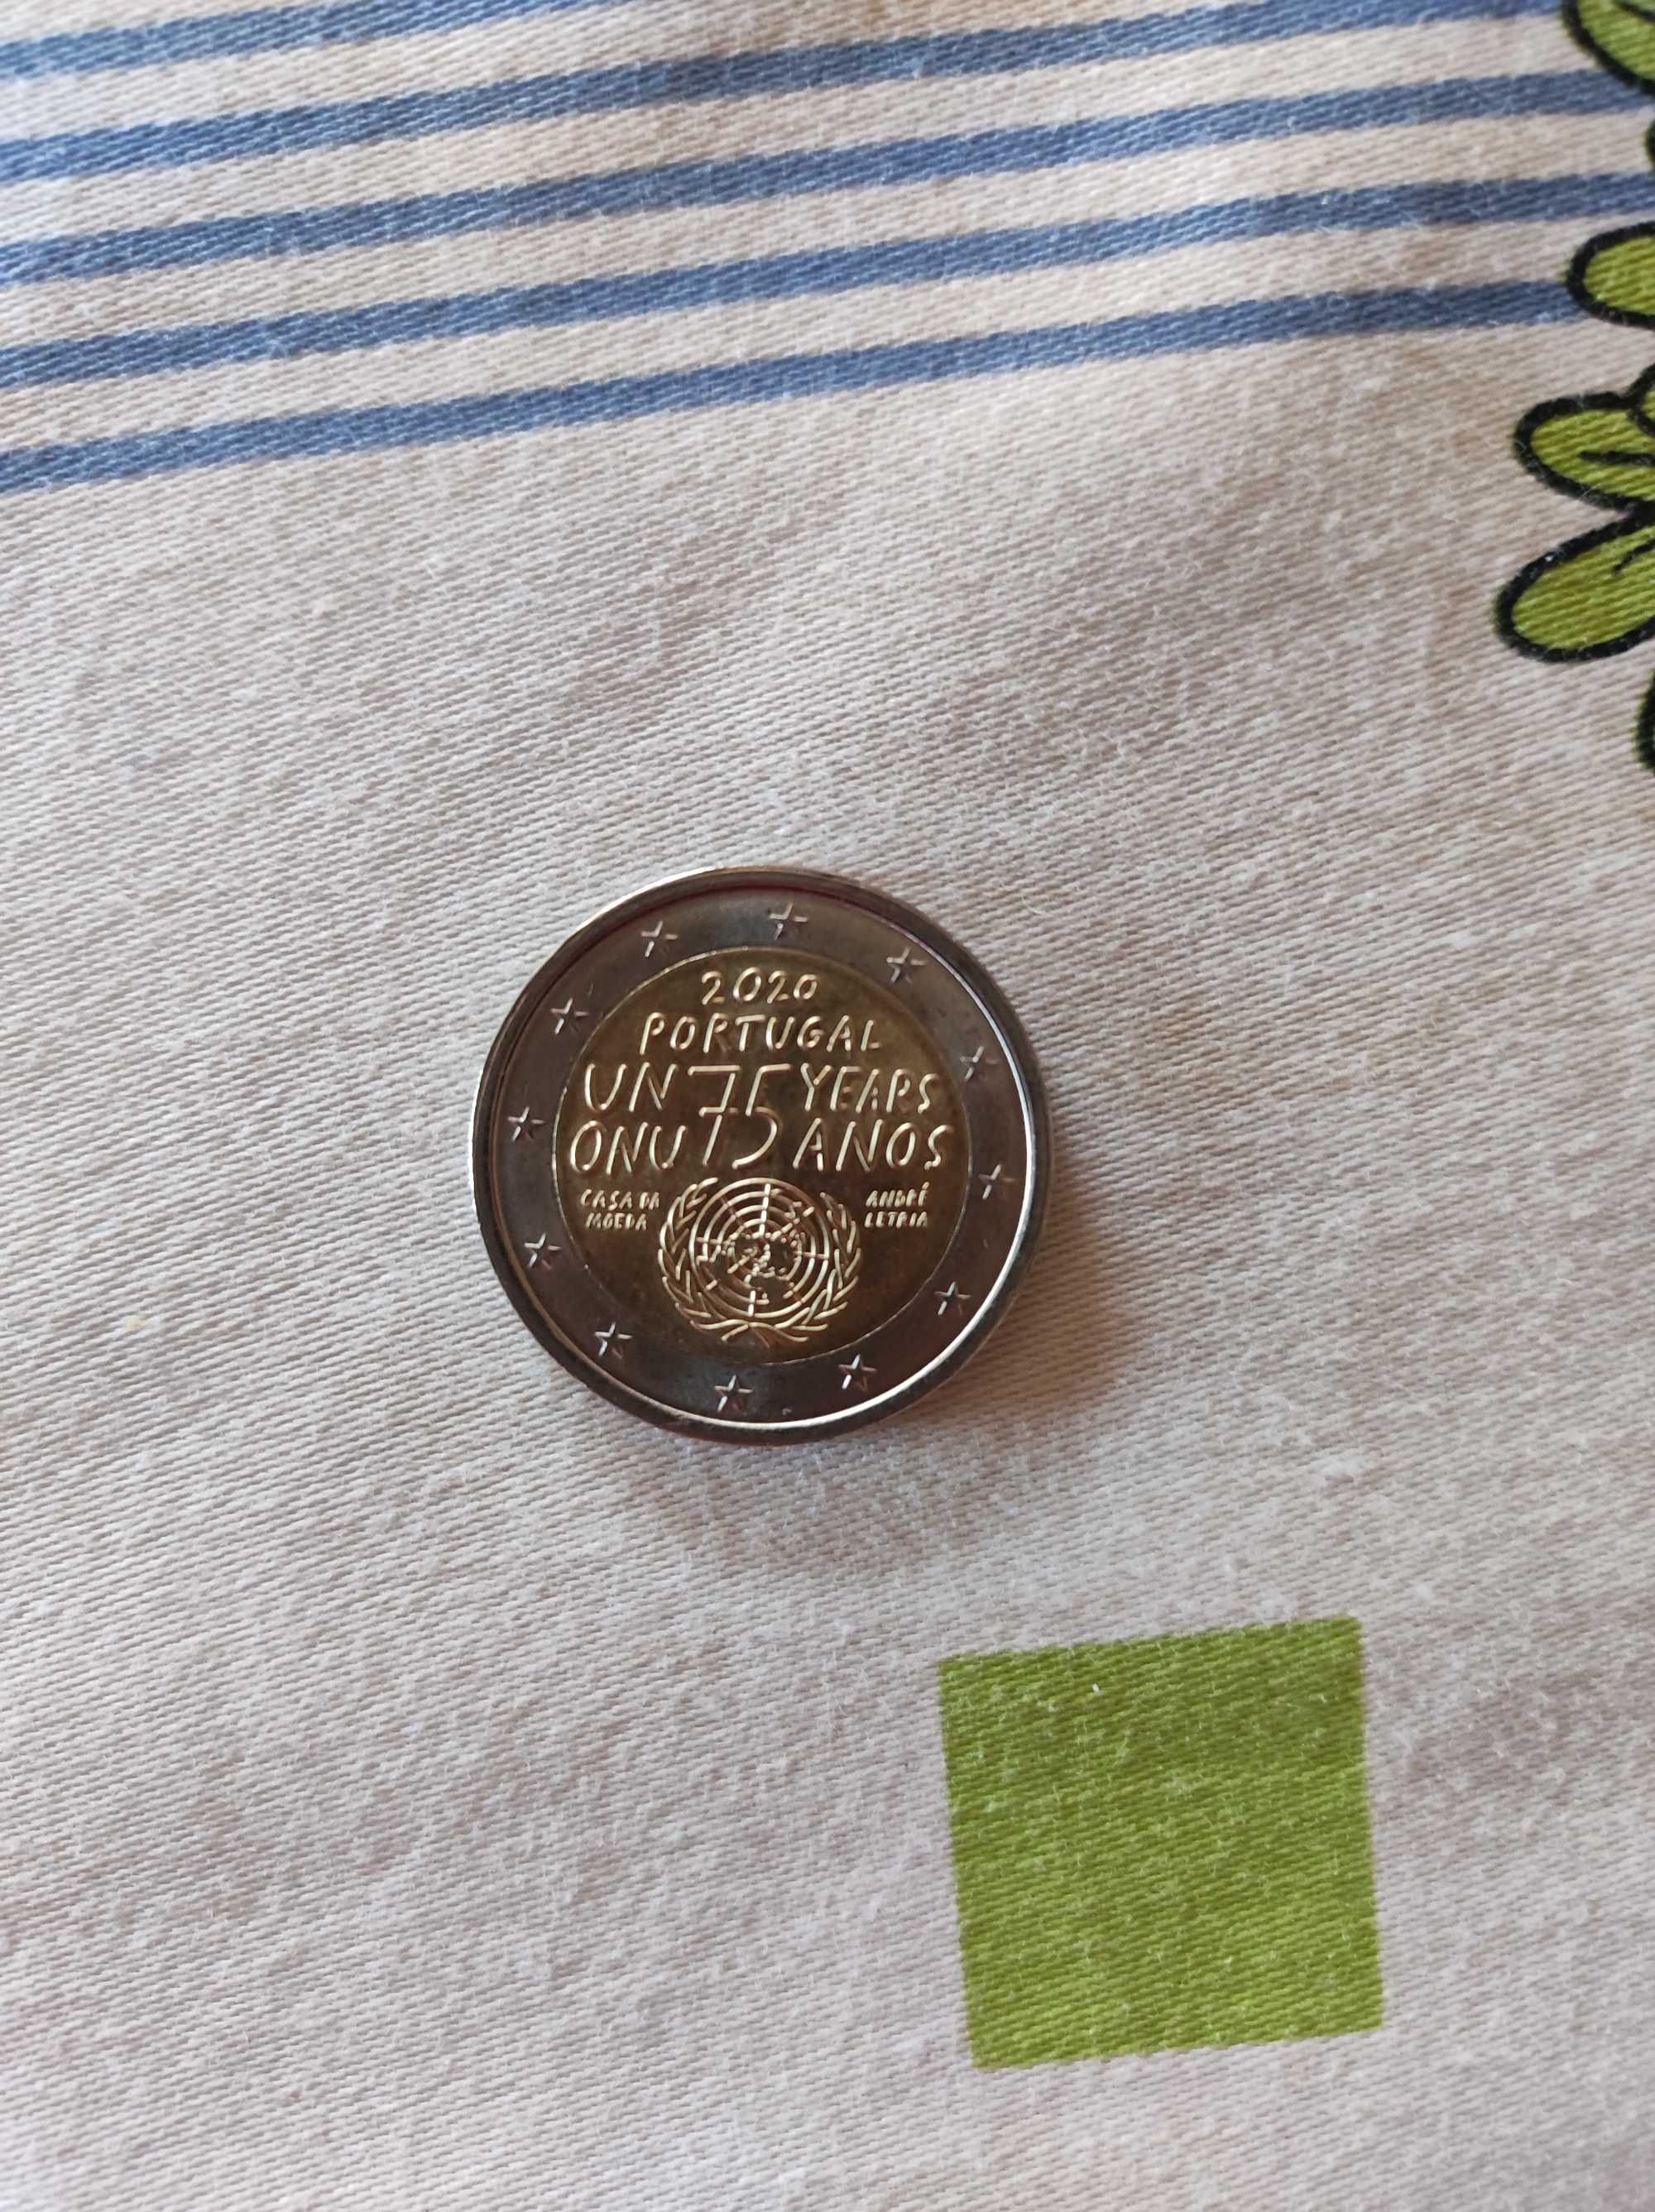 2020
PORTUGAL
UN 75 YEARS
ONU 75 ANOS
CASA DA
MOEDA
ANDRÉ
LETRIA